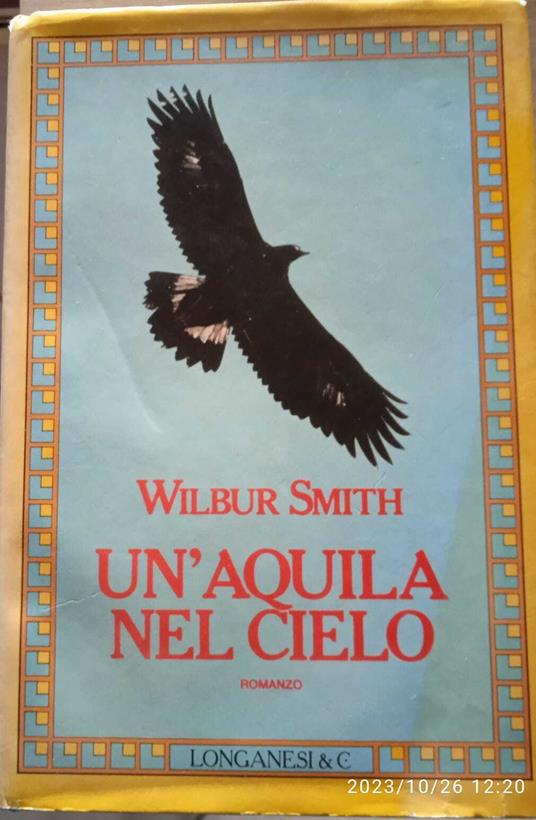 WILBUR SMITH
UN'AQUILA
NEL CIELO
ROMANZO
LONGANESI & C.
2023/10/26 12:20